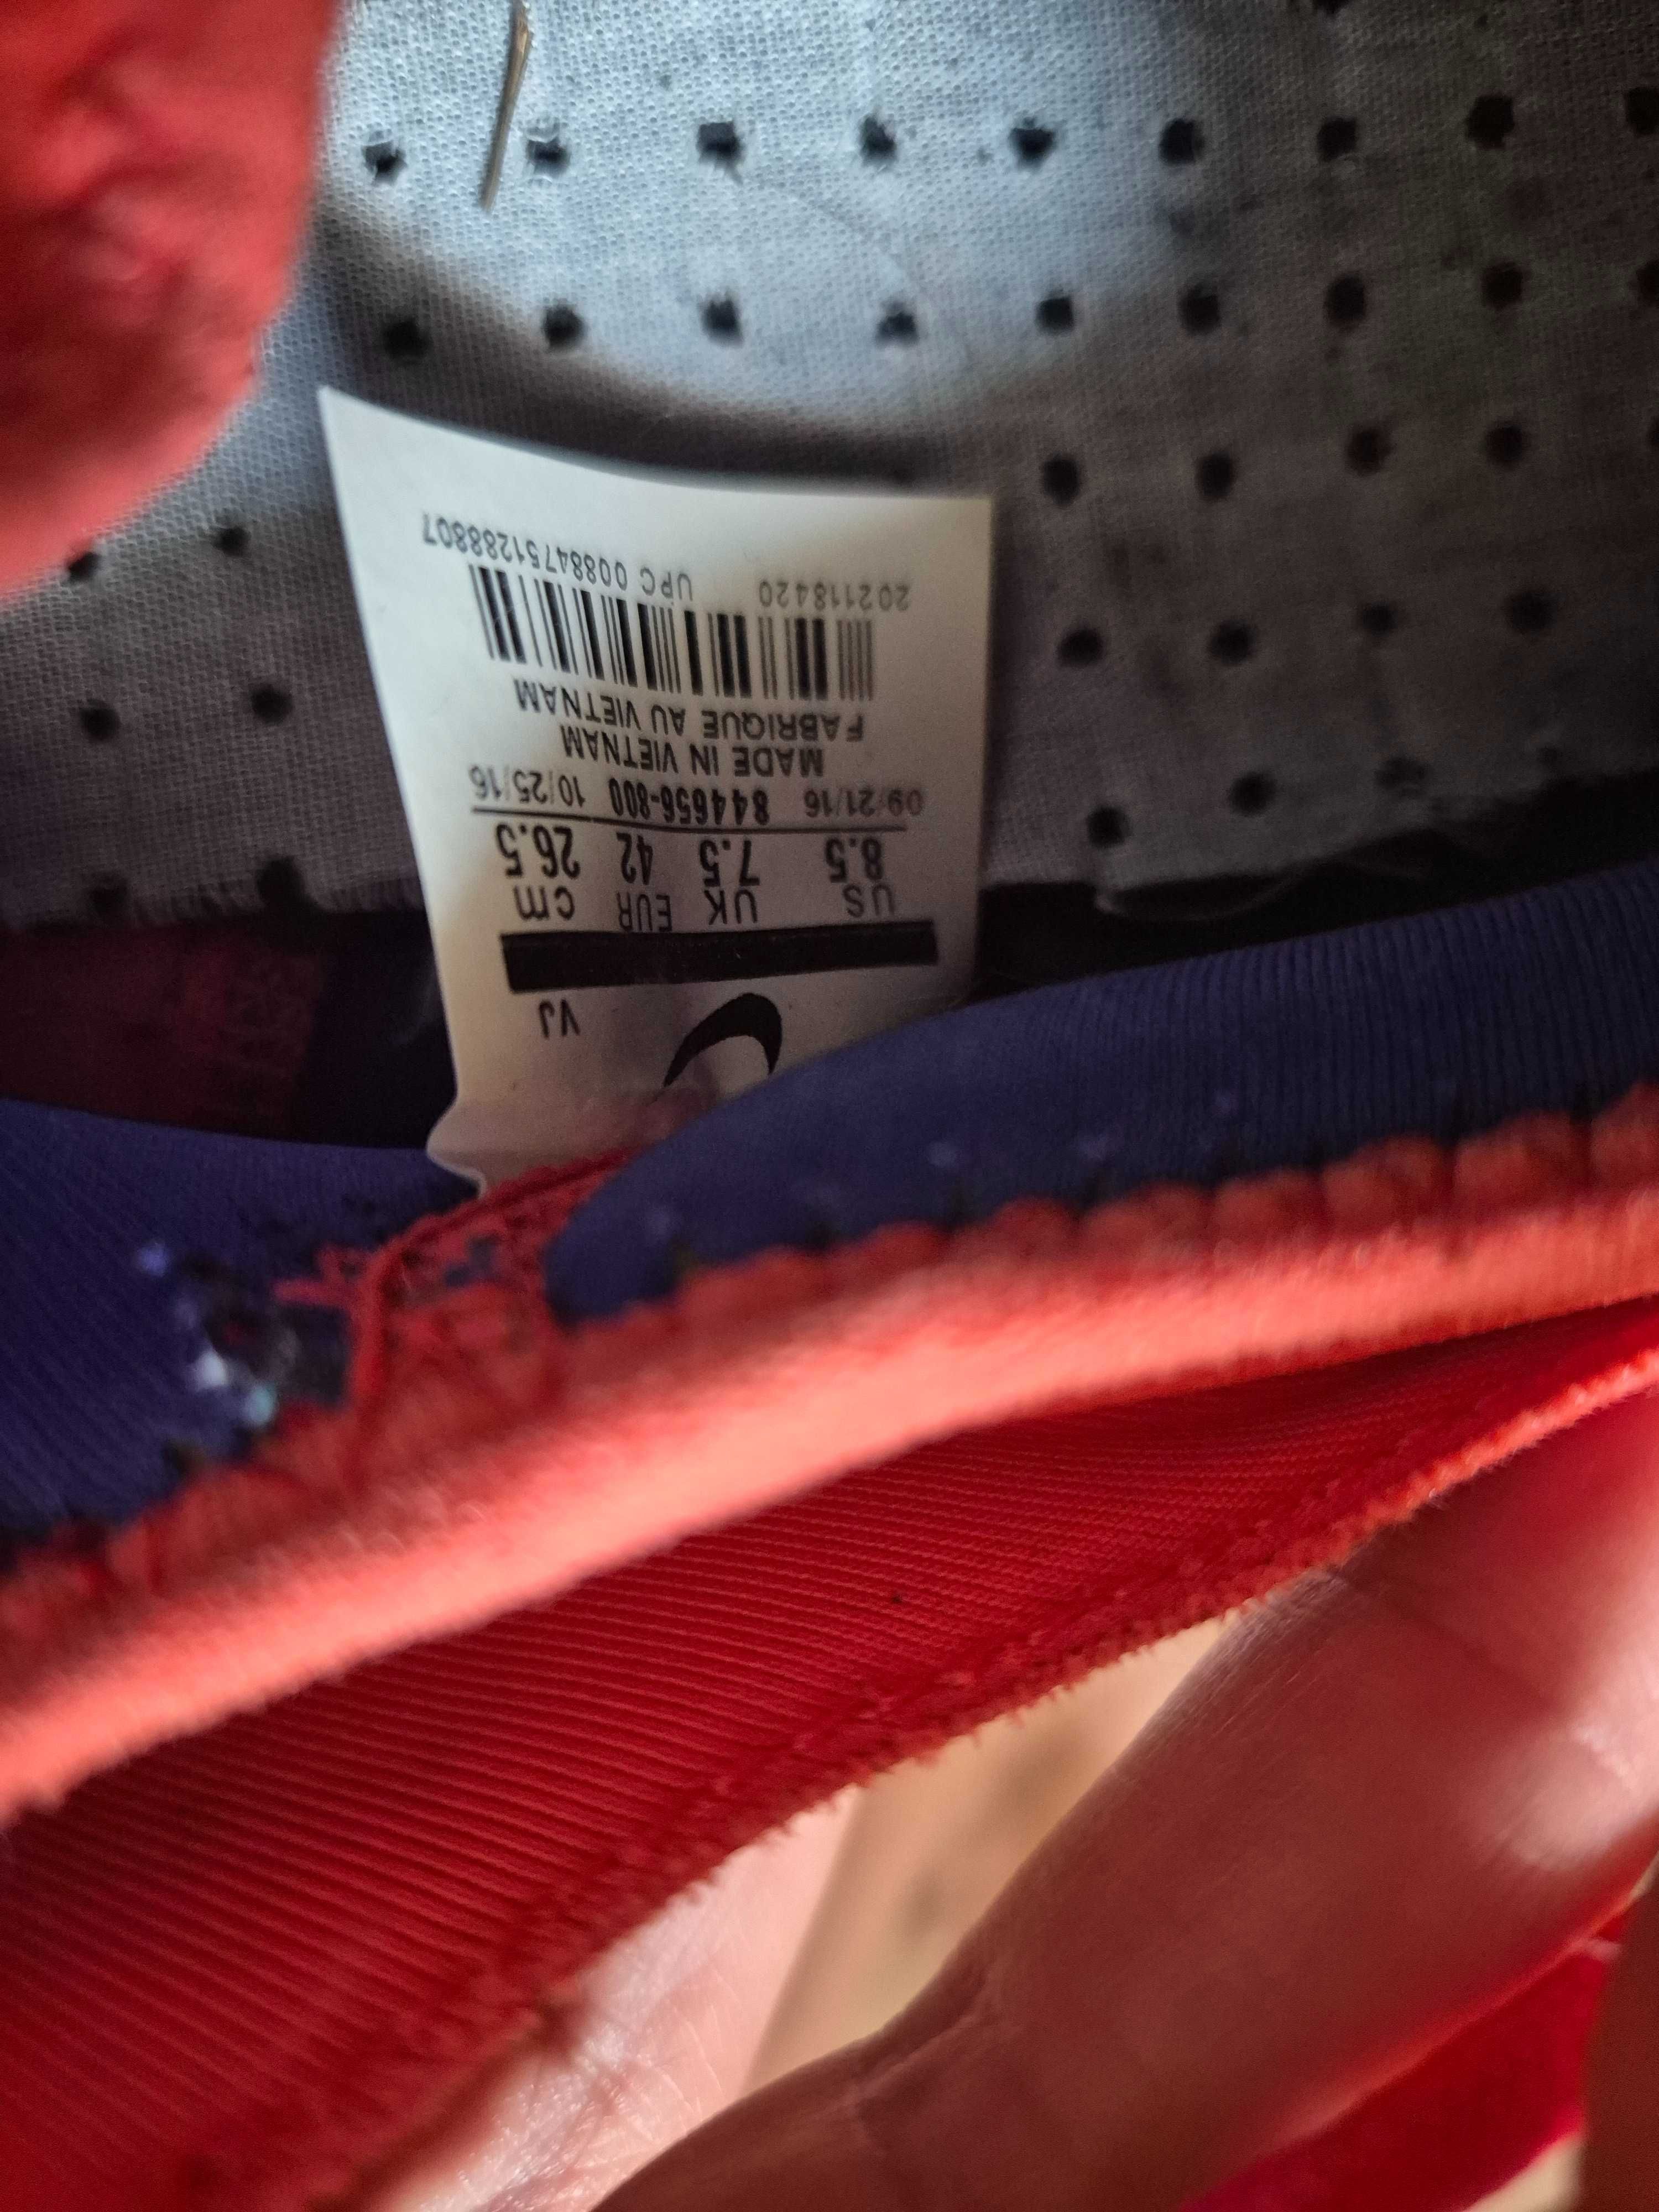 VJ
US UK EUR cm
8.5 7.5 42 26.5
09/21/16 844656-800 10/25/16
MADE IN VIETNAM
FABRIQUE AU VIETNAM
202118420 UPC 00884751288807